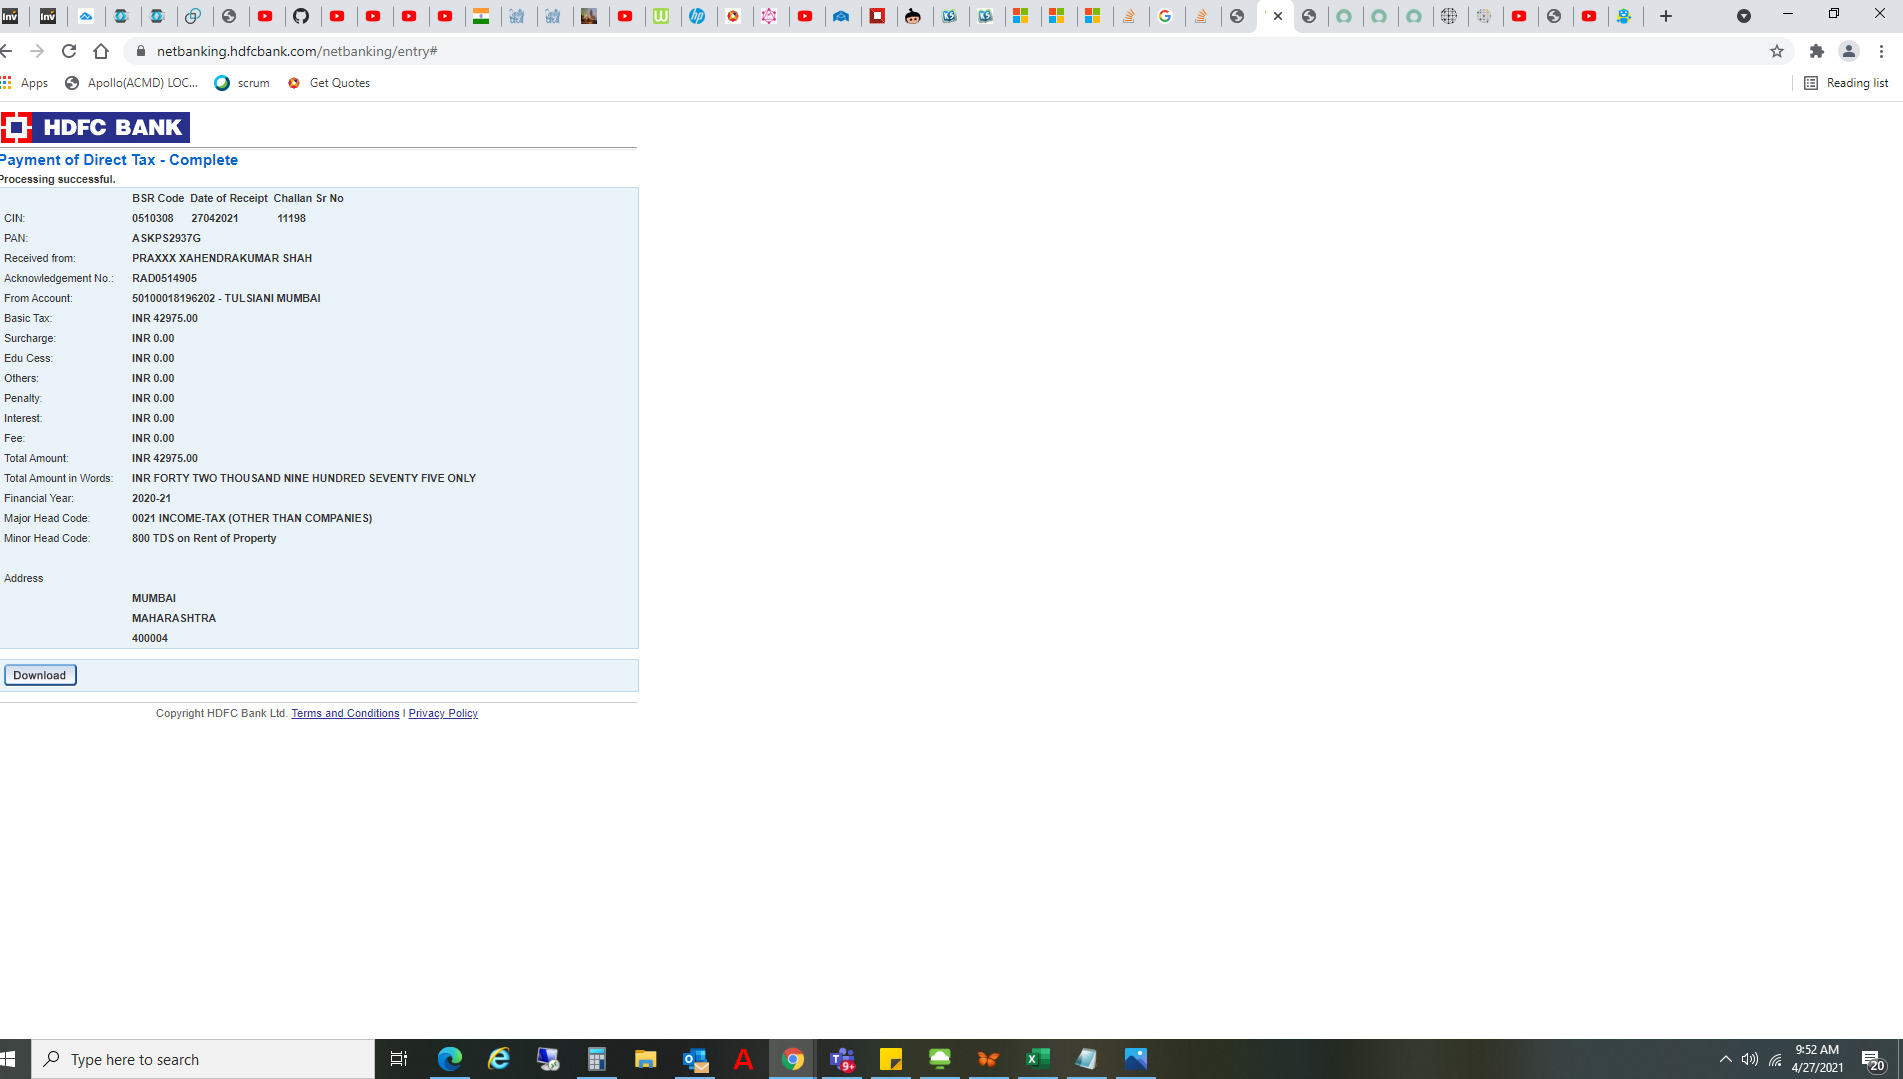 netbanking.hdfcbank.com/netbanking/entry#
Apps Apollo(ACMD) LOC... scrum Get Quotes Reading list
HDFC BANK
Payment of Direct Tax - Complete
Processing successful.
BSR Code Date of Receipt Challan Sr No
CIN: 0510308 27042021 11198
PAN: ASKPS2937G
Received from: PRAXXX XAHENDRAKUMAR SHAH
Acknowledgement No.: RAD0514905
From Account: 50100018196202 - TULSIANI MUMBAI
Basic Tax: INR 42975.00
Surcharge: INR 0.00
Edu Cess: INR 0.00
Others: INR 0.00
Penalty: INR 0.00
Interest: INR 0.00
Fee: INR 0.00
Total Amount: INR 42975.00
Total Amount in Words: INR FORTY TWO THOUSAND NINE HUNDRED SEVENTY FIVE ONLY
Financial Year: 2020-21
Major Head Code: 0021 INCOME-TAX (OTHER THAN COMPANIES)
Minor Head Code: 800 TDS on Rent of Property
Address
MUMBAI
MAHARASHTRA
400004
Download
Copyright HDFC Bank Ltd. Terms and Conditions | Privacy Policy
Type here to search
9:52 AM
4/27/2021
20